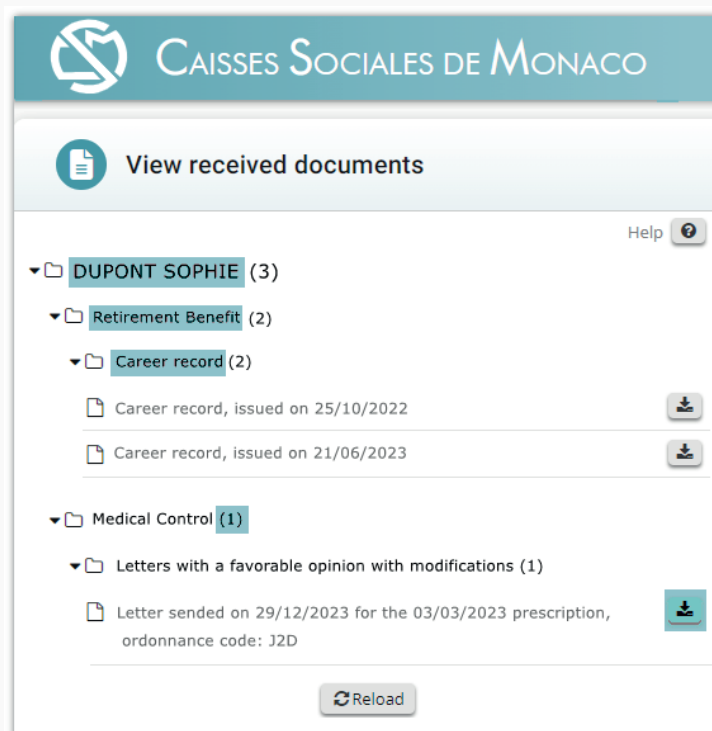 CAISSES SOCIALES DE MONACO
View received documents
Help
DUPONT SOPHIE (3)
Retirement Benefit (2)
Career record (2)
Career record, issued on 25/10/2022
Career record, issued on 21/06/2023
Medical Control (1)
Letters with a favorable opinion with modifications (1)
Letter sended on 29/12/2023 for the 03/03/2023 prescription,
ordonnance code: J2D
Reload